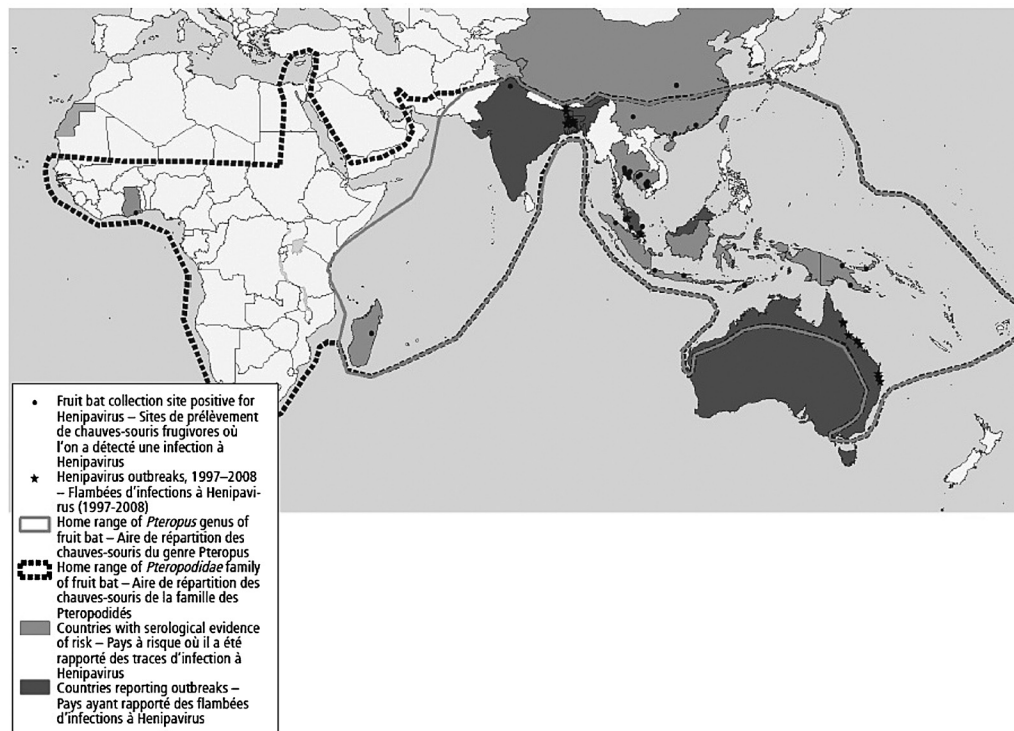 Fruit bat collection site positive for
Henipavirus – Sites de prélèvement
de chauves-souris frugivores où
l'on a détecté une infection à
Henipavirus
Henipavirus outbreaks, 1997–2008
– Flambées d'infections à Henipavi-
rus (1997-2008)
Home range of Pteropus genus of
fruit bat – Aire de répartition des
chauves-souris du genre Pteropus
Home range of Pteropodidae family
of fruit bat – Aire de répartition des
chauves-souris de la famille des
Pteropodidés
Countries with serological evidence
of risk – Pays à risque où il a été
rapporté des traces d'infection à
Henipavirus
Countries reporting outbreaks –
Pays ayant rapporté des flambées
d'infections à Henipavirus